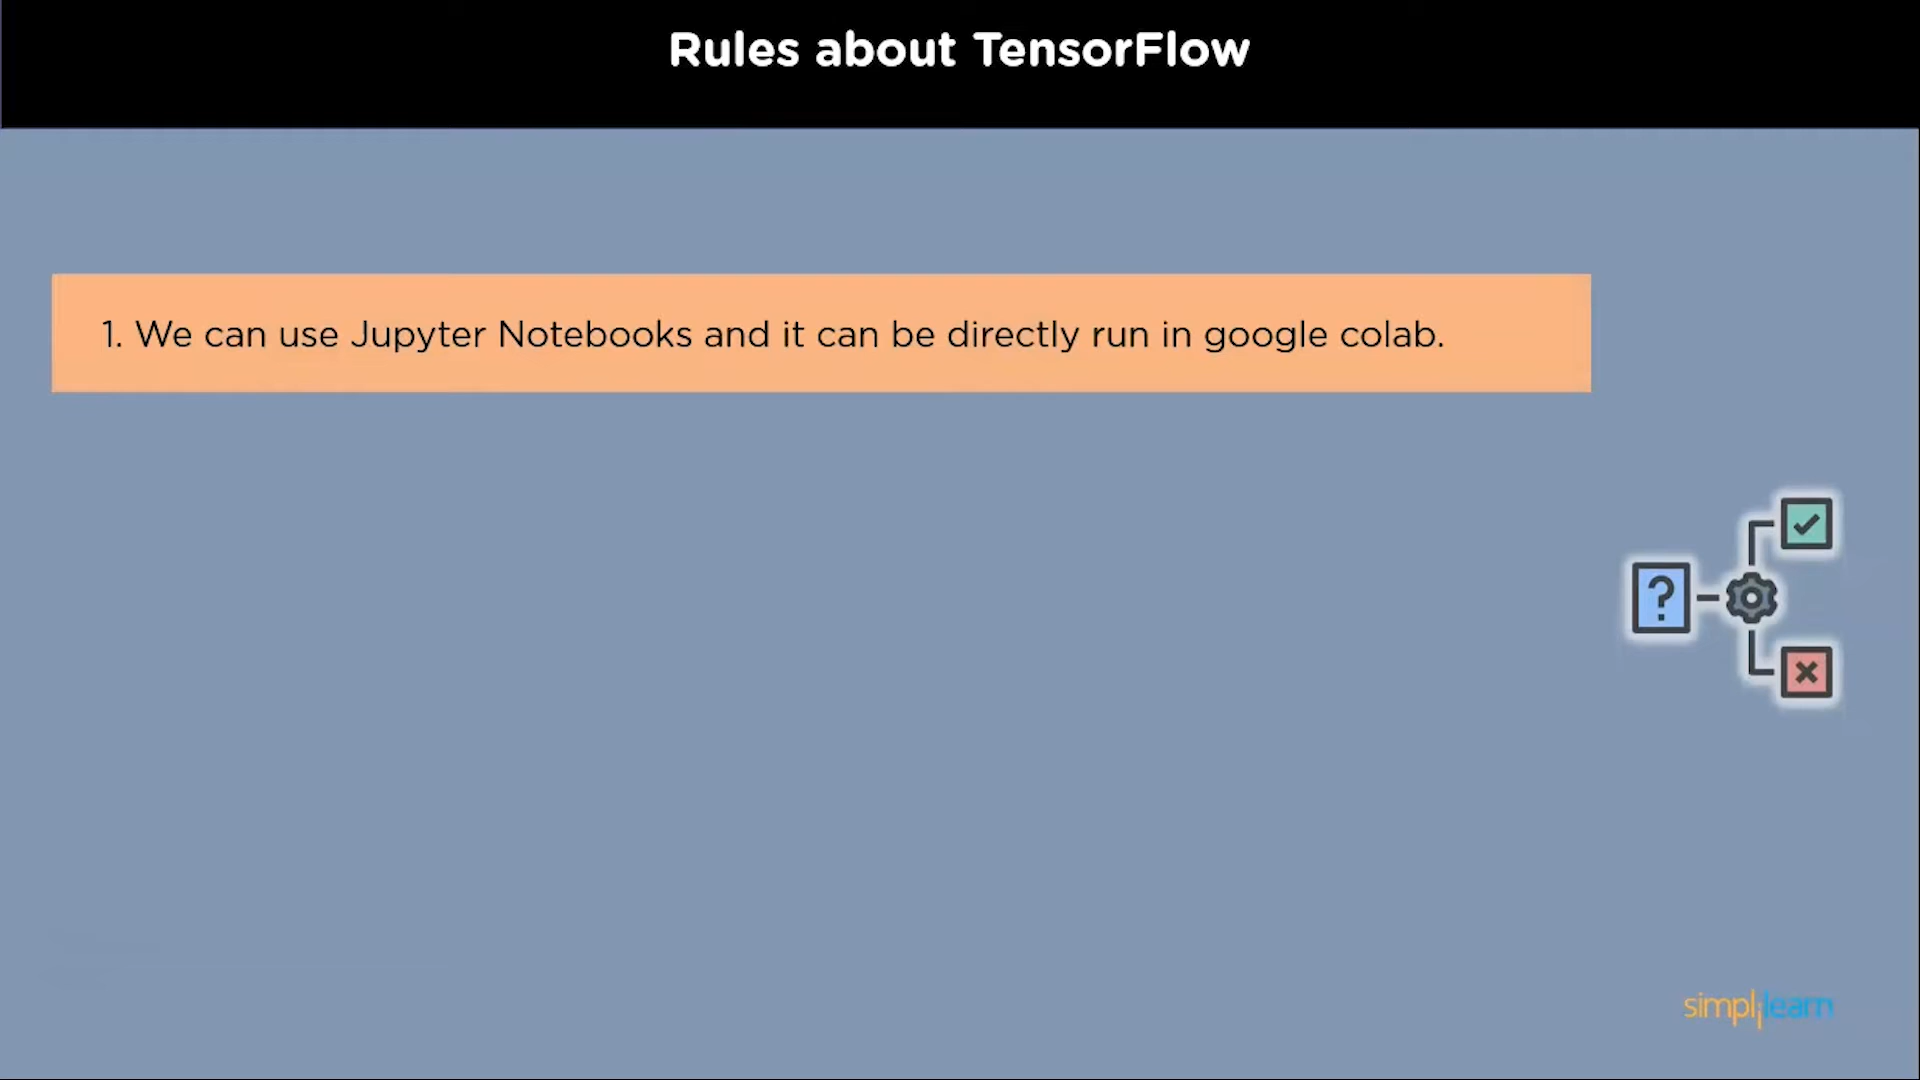 Rules about TensorFlow
1. We can use Jupyter Notebooks and it can be directly run in google colab.
?
simplilearn